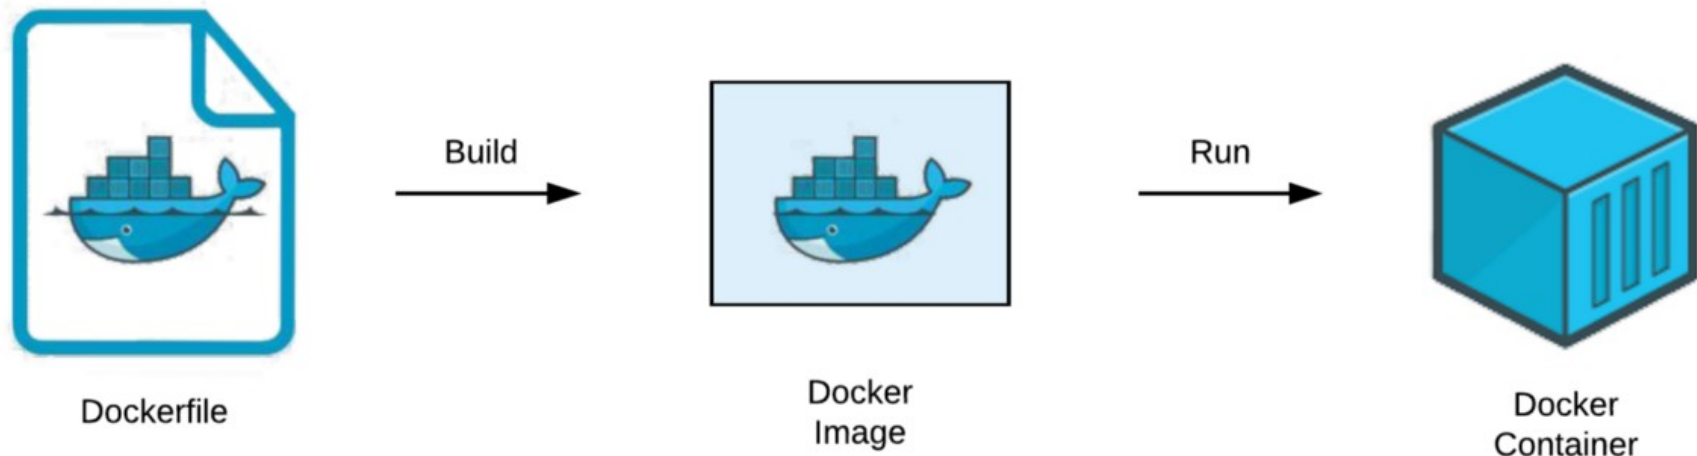 Build
Run
Dockerfile
Docker
Image
Docker
Container